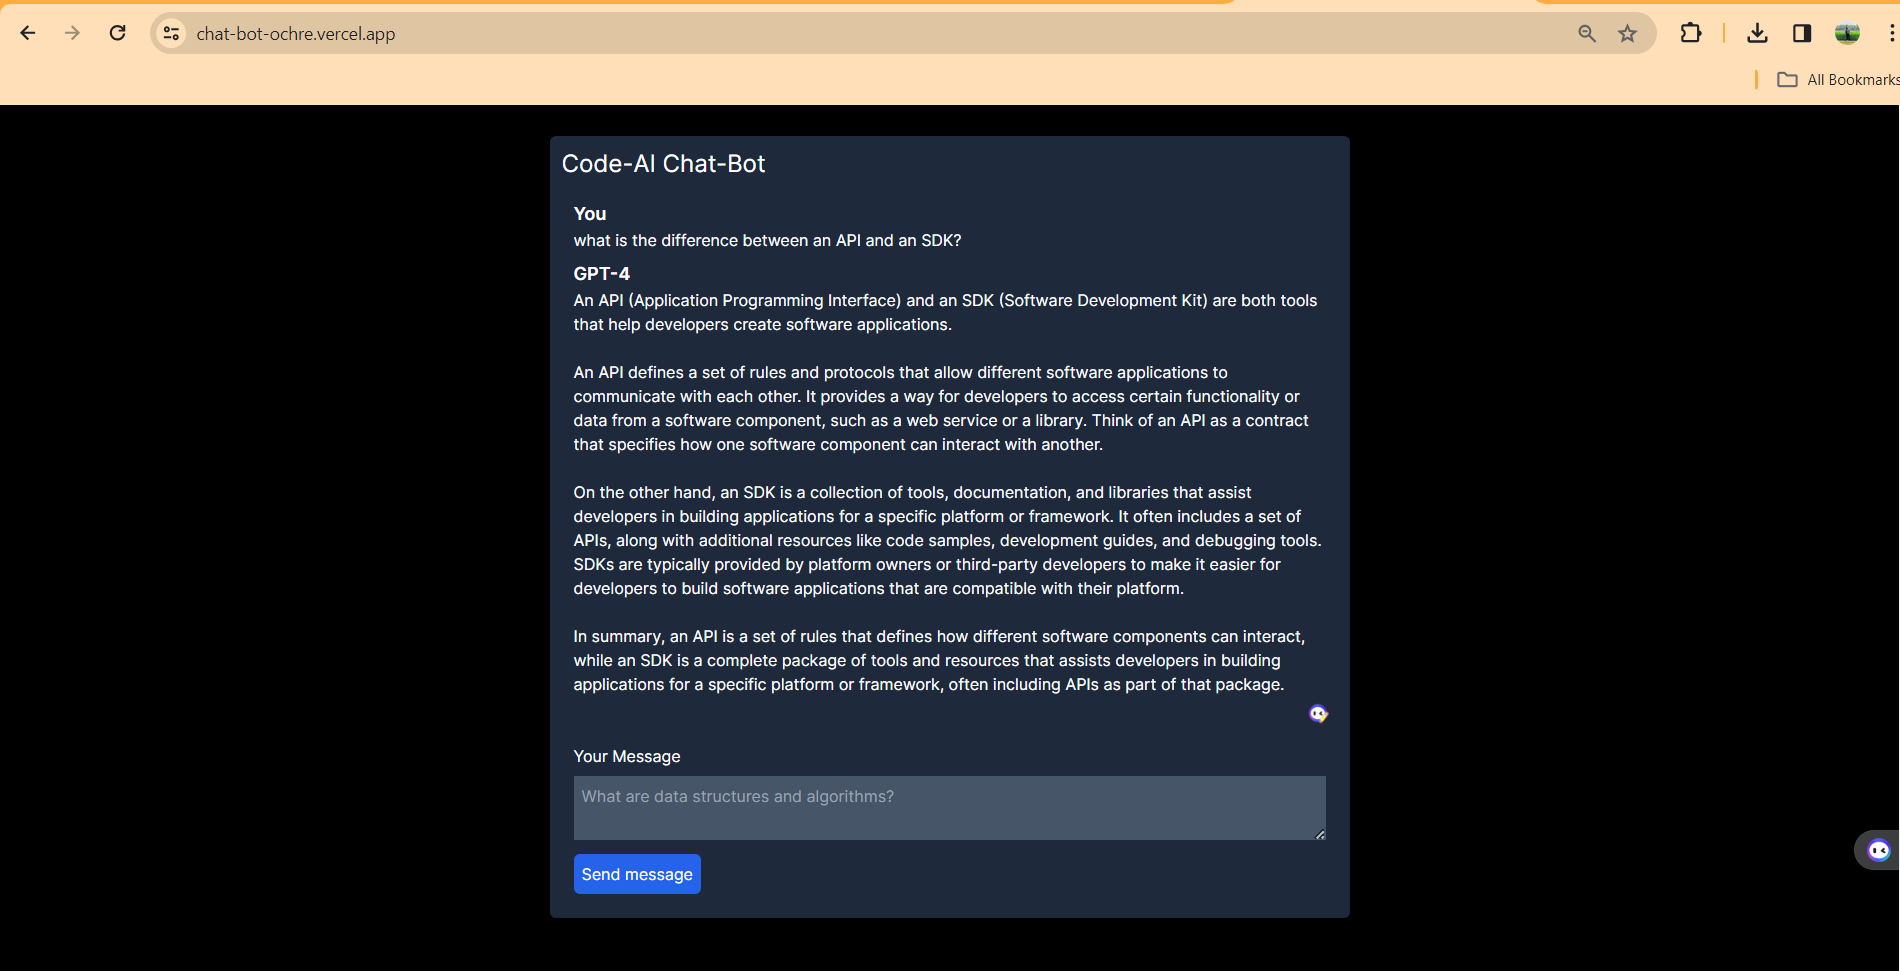 chat-bot-ochre.vercel.app
All Bookmarks
Code-AI Chat-Bot
You
what is the difference between an API and an SDK?
GPT-4
An API (Application Programming Interface) and an SDK (Software Development Kit) are both tools
that help developers create software applications.
An API defines a set of rules and protocols that allow different software applications to
communicate with each other. It provides a way for developers to access certain functionality or
data from a software component, such as a web service or a library. Think of an API as a contract
that specifies how one software component can interact with another.
On the other hand, an SDK is a collection of tools, documentation, and libraries that assist
developers in building applications for a specific platform or framework. It often includes a set of
APIs, along with additional resources like code samples, development guides, and debugging tools.
SDKs are typically provided by platform owners or third-party developers to make it easier for
developers to build software applications that are compatible with their platform.
In summary, an API is a set of rules that defines how different software components can interact,
while an SDK is a complete package of tools and resources that assists developers in building
applications for a specific platform or framework, often including APIs as part of that package.
Your Message
What are data structures and algorithms?
Send message